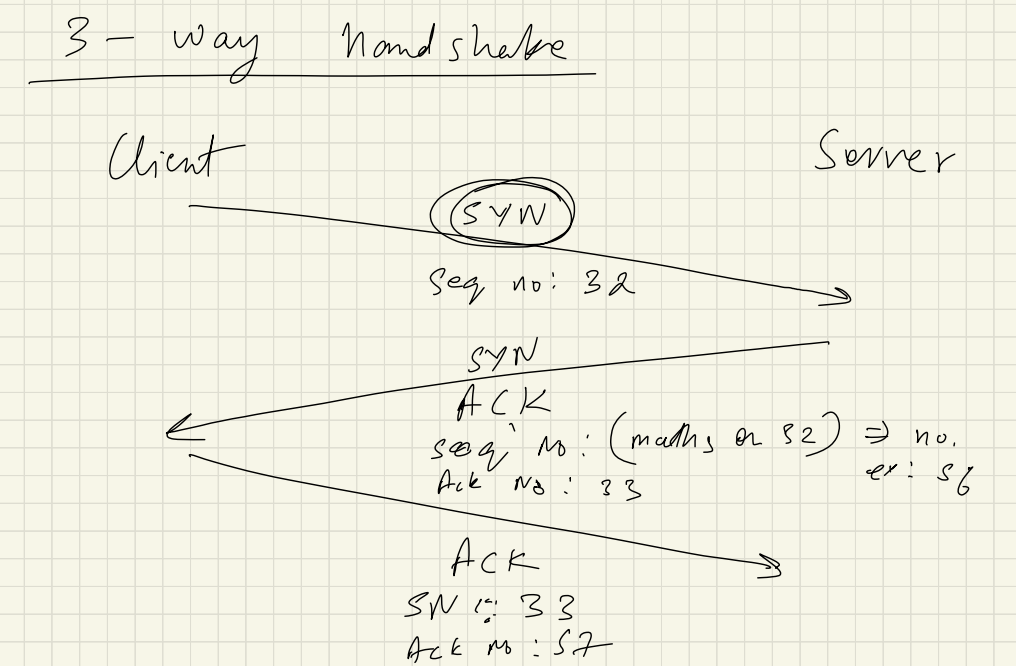 3 - way handshake
Client
Server
SYN
Seq no: 32
SYN
ACK
seq no: (maths on 32) => no.
ex: 56
Ack No: 33
ACK
SN : 33
Ack no: 57